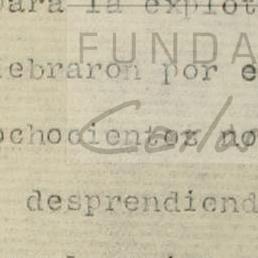 para la explot
FUNDA
lebraron por e
ochocientos no
desprendiend